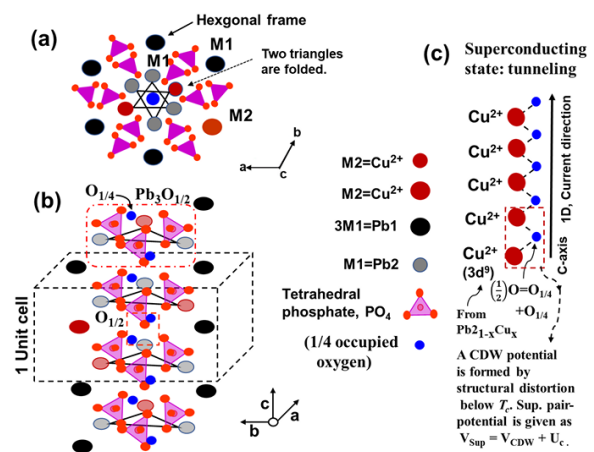 (a)
Hexgonal frame
M1
M1
Two triangles
are folded.
M2
b
a
c
(b)
O1/4
Pb3O1/2
O1/2
1 Unit cell
c
b
a
M2=Cu2+
M2=Cu2+
3M1=Pb1
M1=Pb2
Tetrahedral
phosphate, PO4
(1/4 occupied
oxygen)
(c)
Superconducting
state: tunneling
Cu2+
Cu2+
Cu2+
Cu2+
Cu2+
(3d9)
1D, Current direction
C-axis
(1/2)O=O1/4
+O1/4
From
Pb21-xCux
A CDW potential
is formed by
structural distortion
below Tc. Sup. pair-
potential is given as
VSup = VCDW + Uc .